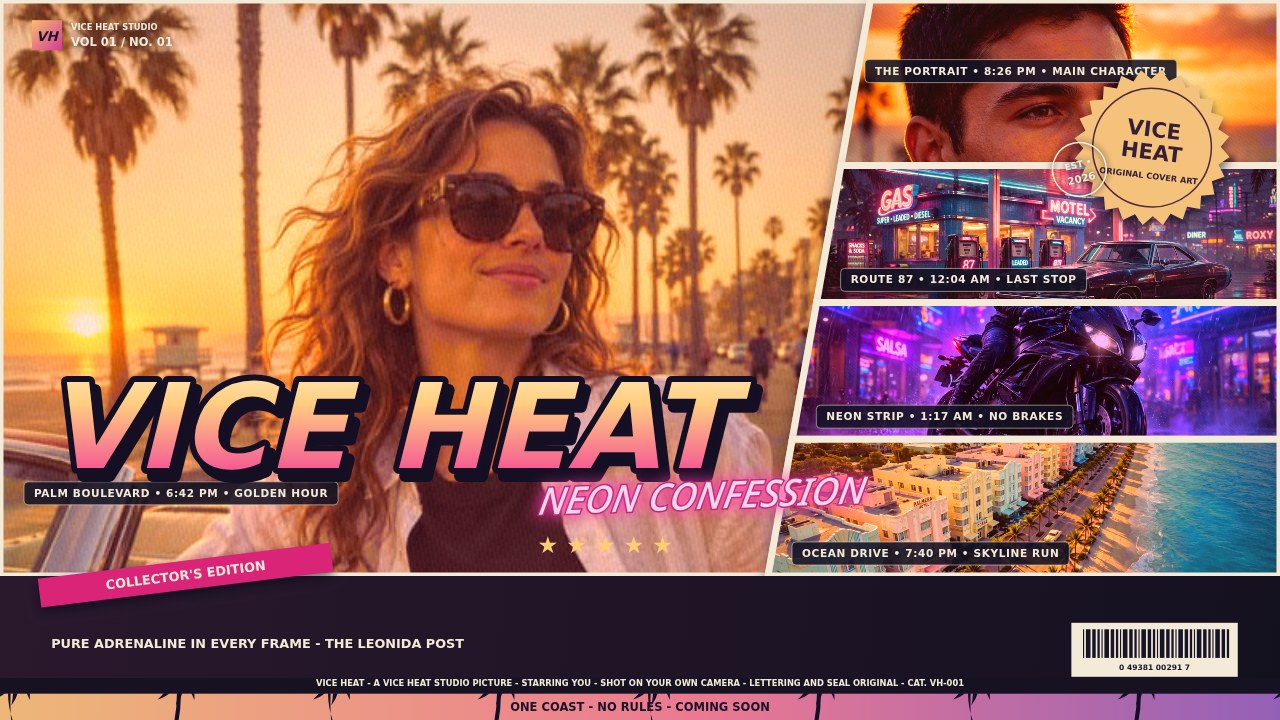 VH
VICE HEAT STUDIO
VOL 01 / NO. 01
THE PORTRAIT • 8:26 PM • MAIN CHARACTER
VICE
HEAT
ORIGINAL COVER ART
EST •
2026
GAS
SUPER • LEADED • DIESEL
MOTEL
VACANCY
SNACKS
& SODA
87
LEADED
DINER
ROXY
ROUTE 87 • 12:04 AM • LAST STOP
SALSA
NEON STRIP • 1:17 AM • NO BRAKES
VICE HEAT
PALM BOULEVARD • 6:42 PM • GOLDEN HOUR
NEON CONFESSION
★ ★ ★ ★ ★
OCEAN DRIVE • 7:40 PM • SKYLINE RUN
COLLECTOR'S EDITION
PURE ADRENALINE IN EVERY FRAME - THE LEONIDA POST
0 49381 00291 7
VICE HEAT - A VICE HEAT STUDIO PICTURE - STARRING YOU - SHOT ON YOUR OWN CAMERA - LETTERING AND SEAL ORIGINAL - CAT. VH-001
ONE COAST - NO RULES - COMING SOON